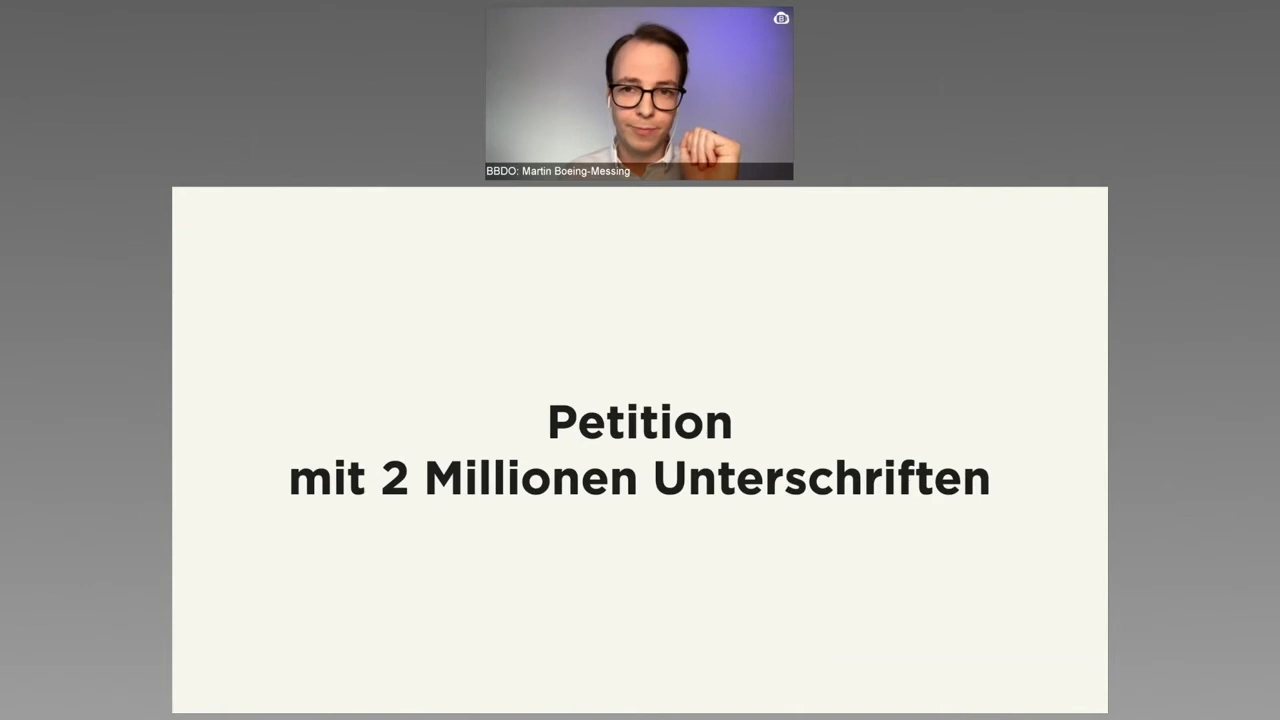 BBDO: Martin Boeing-Messing
Petition
mit 2 Millionen Unterschriften